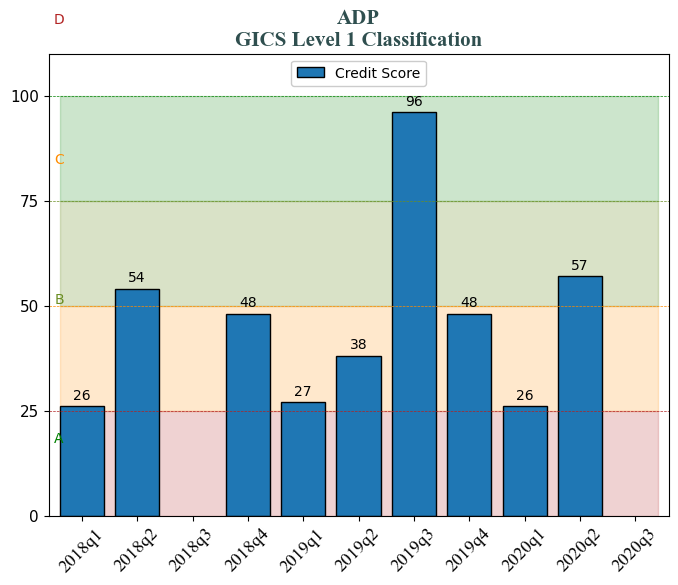 D
ADP
GICS Level 1 Classification
Credit Score
100
96
C
75
57
54
50
B
48
48
38
26
27
26
25
A
0
2018q1
2018q2
2018q3
2018q4
2019q1
2019q2
2019q3
2019q4
2020q1
2020q2
2020q3